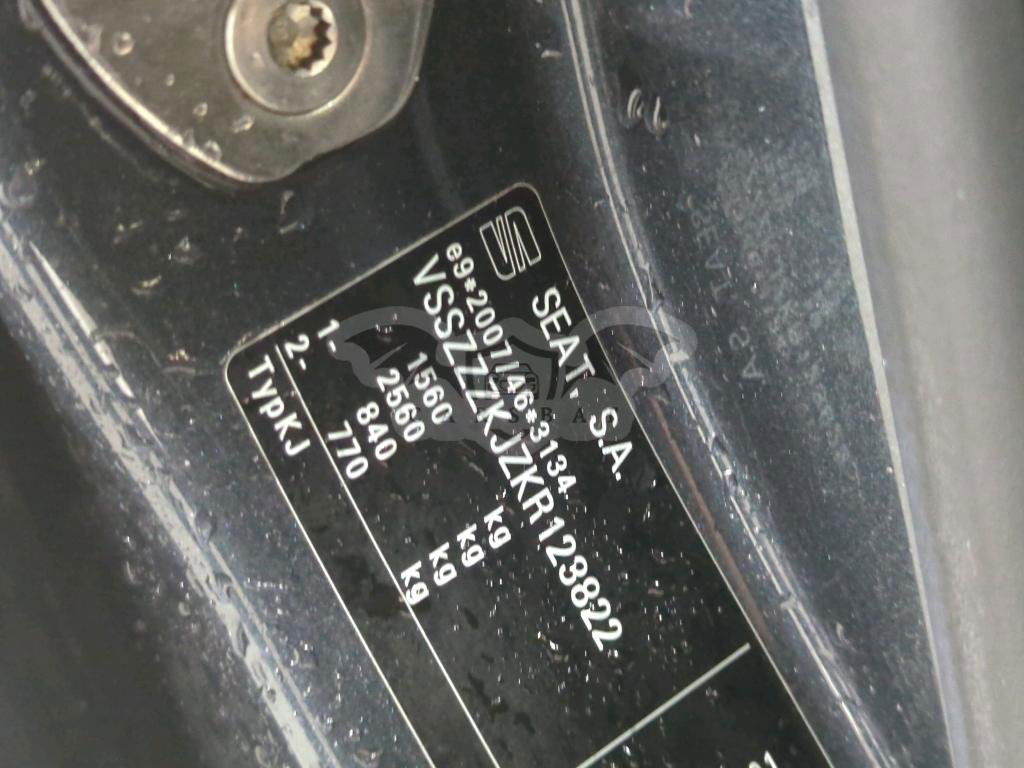 SEAT, S.A.
e9*2007/46*3134
VSSZZZKJZKR123822
1560 kg
2560 kg
1- 840 kg
2- 770 kg
TypKJ